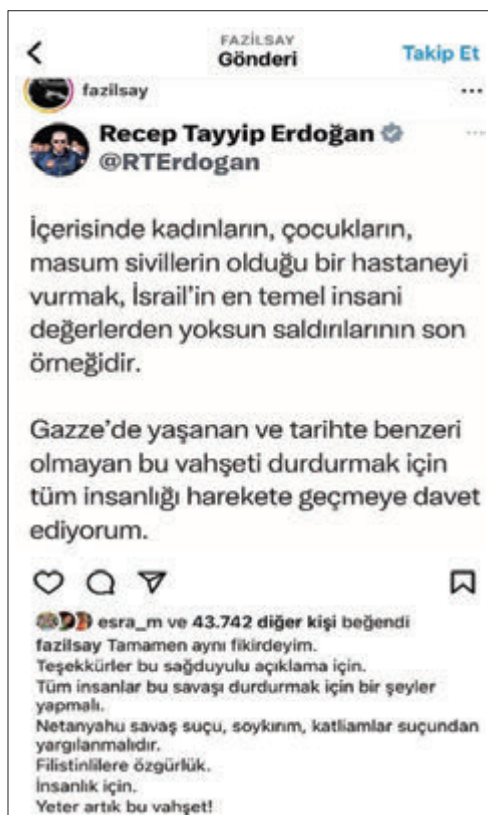 FAZİLSAY
Gönderi
Takip Et
fazilsay
Recep Tayyip Erdoğan
@RTErdogan
İçerisinde kadınların, çocukların,
masum sivillerin olduğu bir hastaneyi
vurmak, İsrail'in en temel insani
değerlerden yoksun saldırılarının son
örneğidir.
Gazze'de yaşanan ve tarihte benzeri
olmayan bu vahşeti durdurmak için
tüm insanlığı harekete geçmeye davet
ediyorum.
esra_m ve 43.742 diğer kişi beğendi
fazilsay Tamamen aynı fikirdeyim.
Teşekkürler bu sağduyulu açıklama için.
Tüm insanlar bu savaşı durdurmak için bir şeyler
yapmalı.
Netanyahu savaş suçu, soykırım, katliamlar suçundan
yargılanmalıdır.
Filistinlilere özgürlük.
İnsanlık için.
Yeter artık bu vahşet!